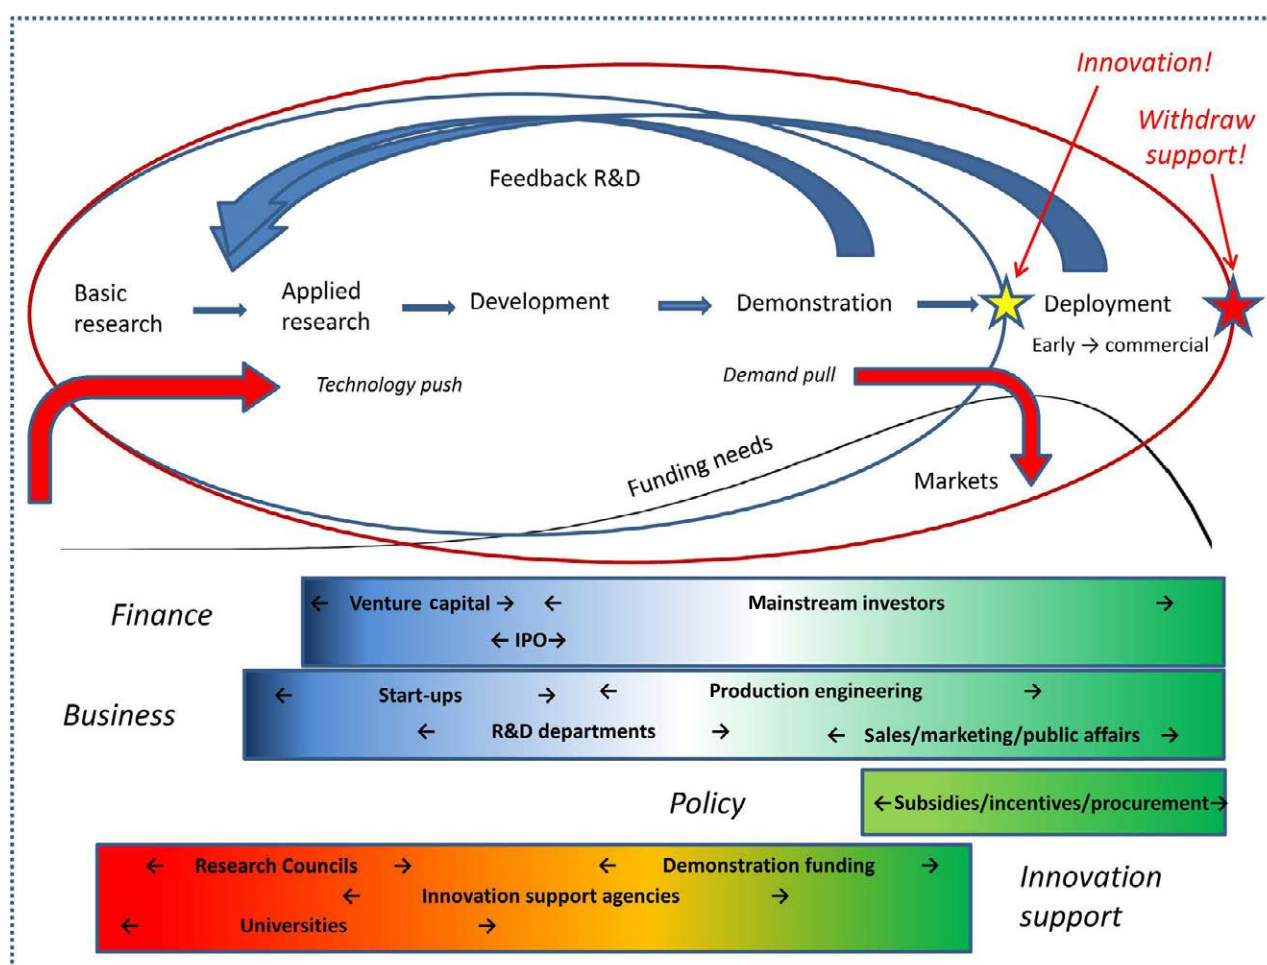 Innovation!
Withdraw
support!
Feedback R&D
Basic
research
Applied
research
Development
Demonstration
Deployment
Early → commercial
Technology push
Demand pull
Funding needs
Markets
Finance
← Venture capital → ← Mainstream investors →
← IPO →
Business
← Start-ups → ← Production engineering →
← R&D departments → ← Sales/marketing/public affairs →
Policy
← Subsidies/incentives/procurement →
← Research Councils → ← Demonstration funding →
← Innovation support agencies →
← Universities →
Innovation
support